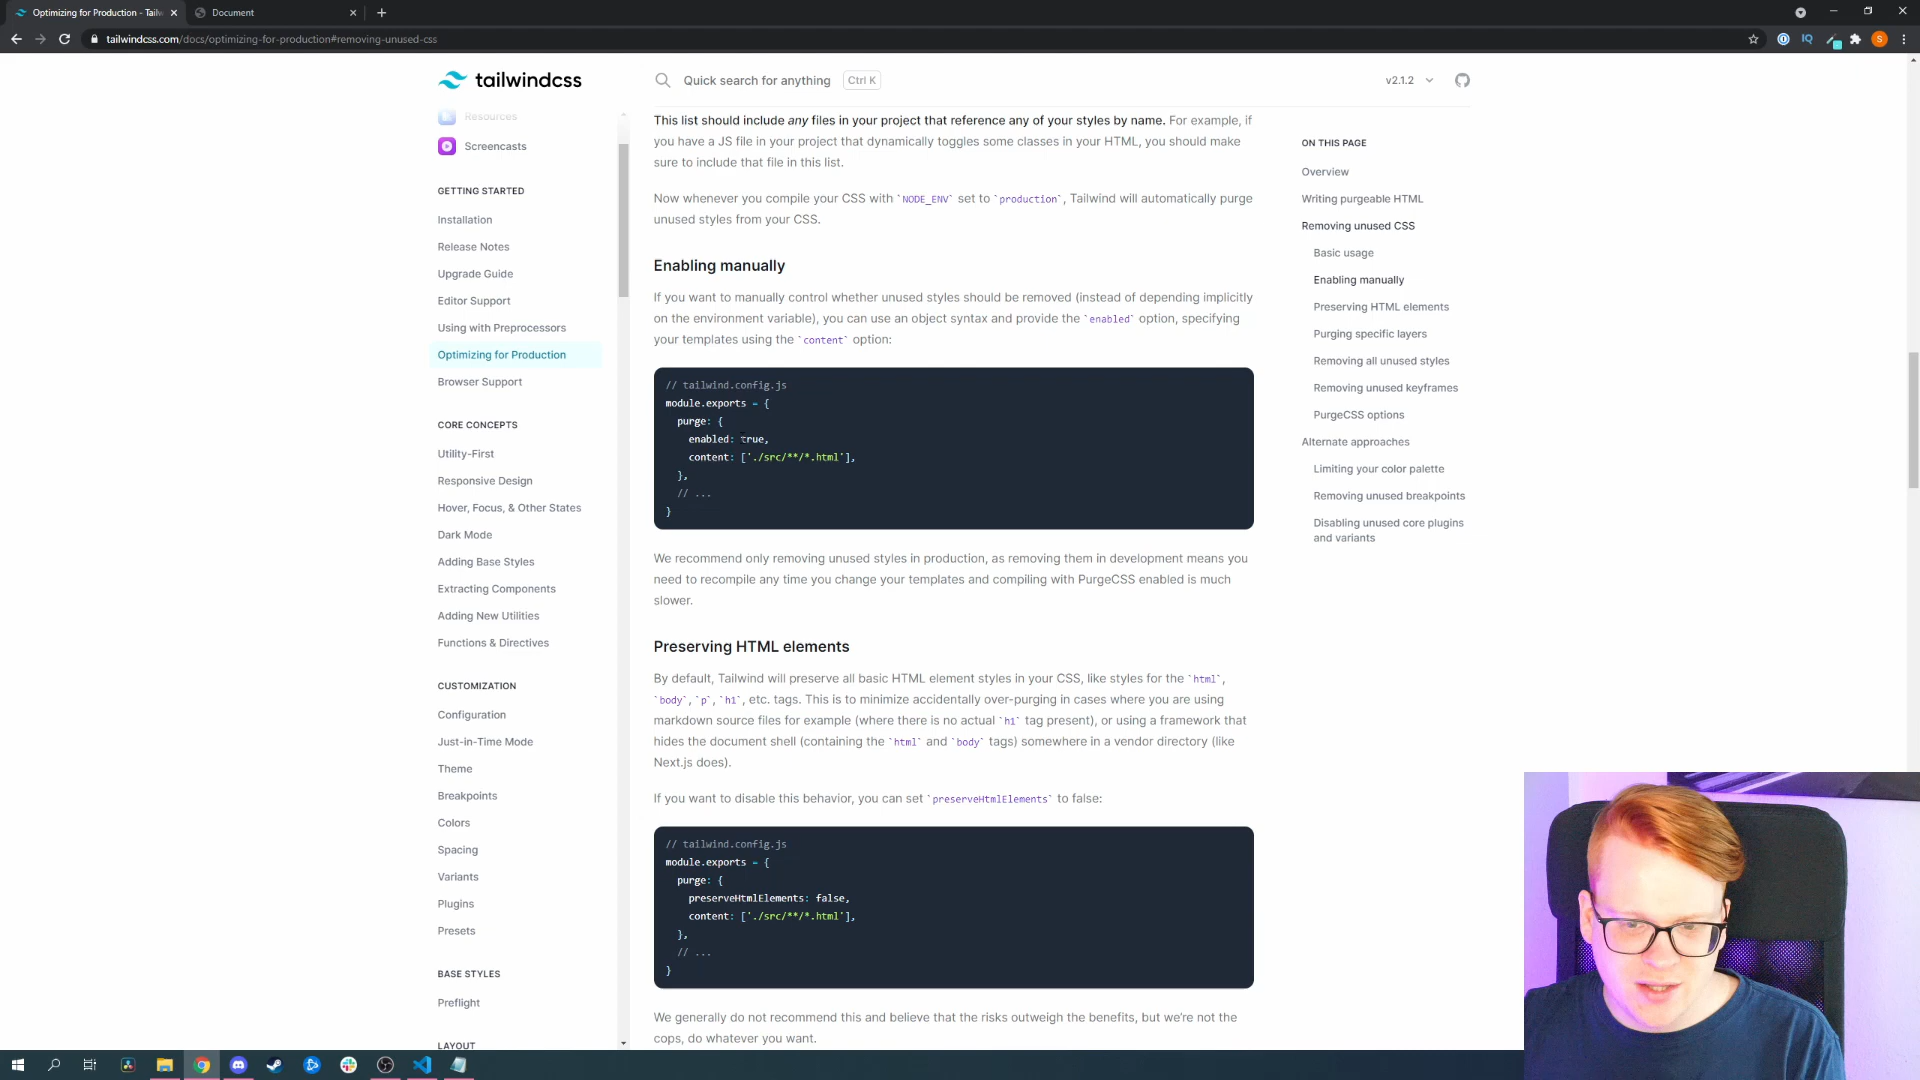 Optimizing for Production - Tailw
Document
tailwindcss.com/docs/optimizing-for-production#removing-unused-css
tailwindcss
Quick search for anything
Ctrl K
v2.1.2
Resources
Screencasts
GETTING STARTED
Installation
Release Notes
Upgrade Guide
Editor Support
Using with Preprocessors
Optimizing for Production
Browser Support
CORE CONCEPTS
Utility-First
Responsive Design
Hover, Focus, & Other States
Dark Mode
Adding Base Styles
Extracting Components
Adding New Utilities
Functions & Directives
CUSTOMIZATION
Configuration
Just-in-Time Mode
Theme
Breakpoints
Colors
Spacing
Variants
Plugins
Presets
BASE STYLES
Preflight
LAYOUT
This list should include any files in your project that reference any of your styles by name. For example, if
you have a JS file in your project that dynamically toggles some classes in your HTML, you should make
sure to include that file in this list.
Now whenever you compile your CSS with `NODE_ENV` set to `production`, Tailwind will automatically purge
unused styles from your CSS.
Enabling manually
If you want to manually control whether unused styles should be removed (instead of depending implicitly
on the environment variable), you can use an object syntax and provide the `enabled` option, specifying
your templates using the `content` option:
// tailwind.config.js
module.exports = {
purge: {
enabled: true,
content: ['./src/**/*.html'],
},
// ...
}
We recommend only removing unused styles in production, as removing them in development means you
need to recompile any time you change your templates and compiling with PurgeCSS enabled is much
slower.
Preserving HTML elements
By default, Tailwind will preserve all basic HTML element styles in your CSS, like styles for the `html`,
`body`, `p`, `h1`, etc. tags. This is to minimize accidentally over-purging in cases where you are using
markdown source files for example (where there is no actual `h1` tag present), or using a framework that
hides the document shell (containing the `html` and `body` tags) somewhere in a vendor directory (like
Next.js does).
If you want to disable this behavior, you can set `preserveHtmlElements` to false:
// tailwind.config.js
module.exports = {
purge: {
preserveHtmlElements: false,
content: ['./src/**/*.html'],
},
// ...
}
We generally do not recommend this and believe that the risks outweigh the benefits, but we're not the
cops, do whatever you want.
ON THIS PAGE
Overview
Writing purgeable HTML
Removing unused CSS
Basic usage
Enabling manually
Preserving HTML elements
Purging specific layers
Removing all unused styles
Removing unused keyframes
PurgeCSS options
Alternate approaches
Limiting your color palette
Removing unused breakpoints
Disabling unused core plugins
and variants